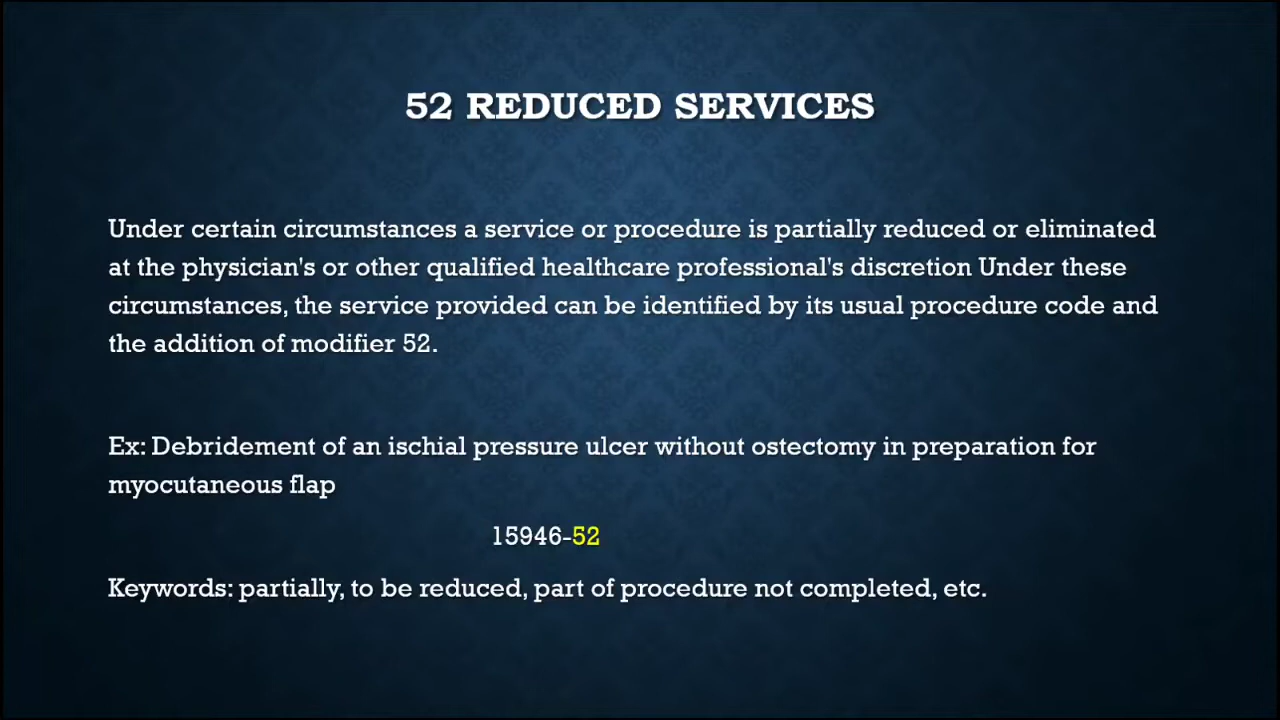 52 REDUCED SERVICES
Under certain circumstances a service or procedure is partially reduced or eliminated
at the physician's or other qualified healthcare professional's discretion Under these
circumstances, the service provided can be identified by its usual procedure code and
the addition of modifier 52.
Ex: Debridement of an ischial pressure ulcer without ostectomy in preparation for
myocutaneous flap
15946-52
Keywords: partially, to be reduced, part of procedure not completed, etc.